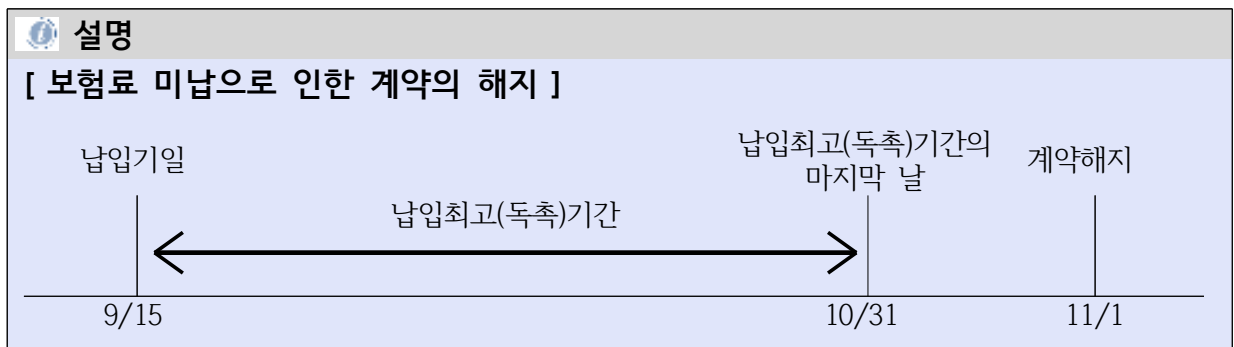 설명
[ 보험료 미납으로 인한 계약의 해지 ]
납입기일
납입최고(독촉)기간의
마지막 날
계약해지
납입최고(독촉)기간
9/15
10/31
11/1